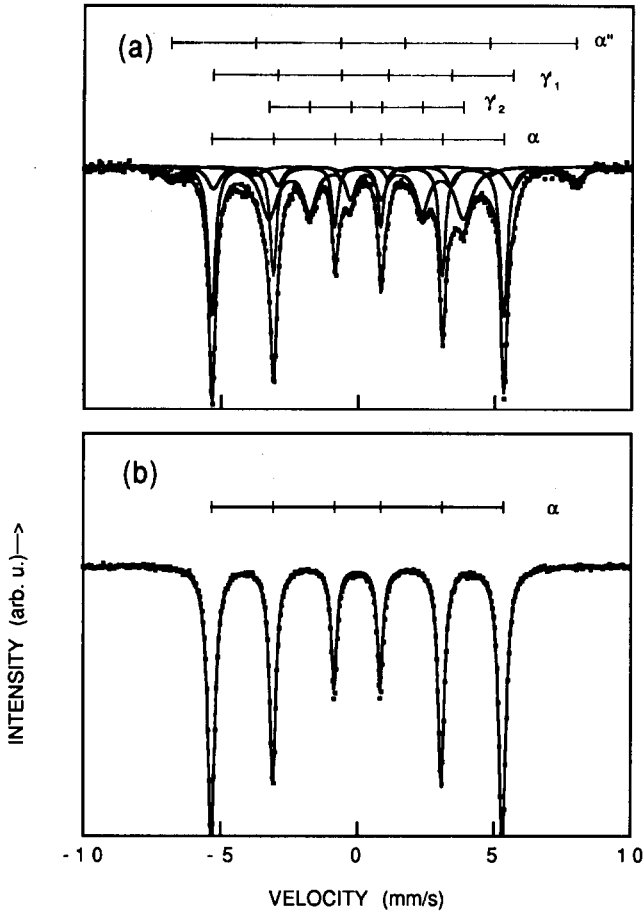 (a)
α"
γ1
γ2
α
(b)
α
INTENSITY (arb. u.)—>
-10 -5 0 5 10
VELOCITY (mm/s)